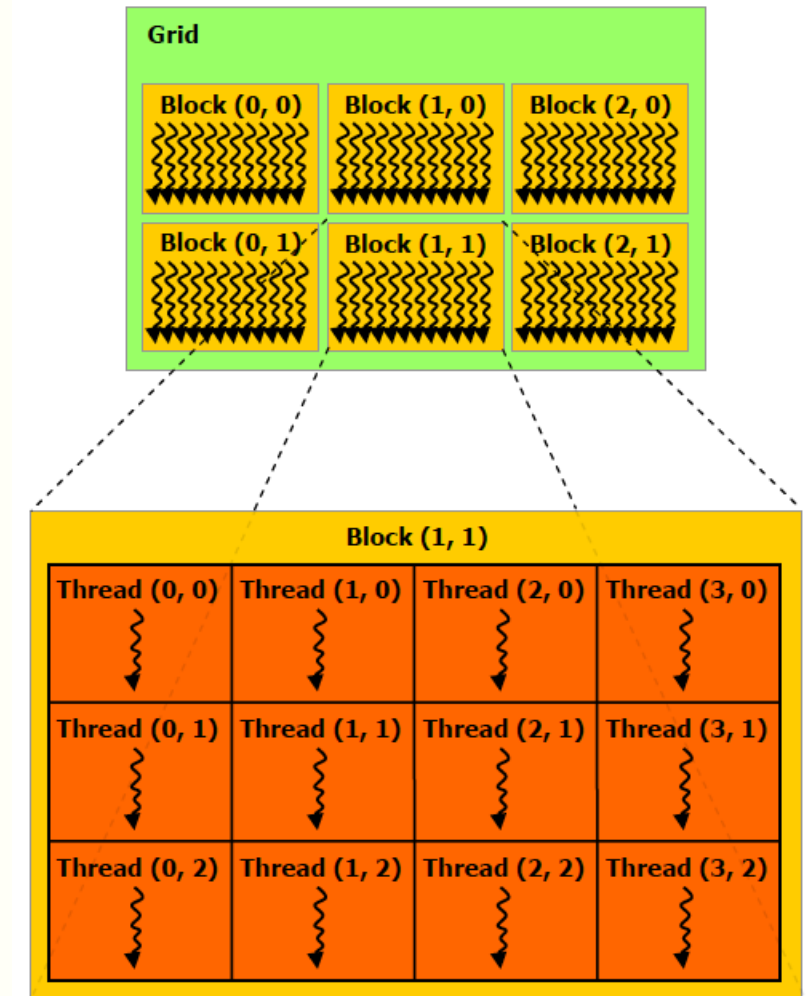 Grid
Block (0, 0) Block (1, 0) Block (2, 0)
Block (0, 1) Block (1, 1) Block (2, 1)
Block (1, 1)
Thread (0, 0) Thread (1, 0) Thread (2, 0) Thread (3, 0)
Thread (0, 1) Thread (1, 1) Thread (2, 1) Thread (3, 1)
Thread (0, 2) Thread (1, 2) Thread (2, 2) Thread (3, 2)